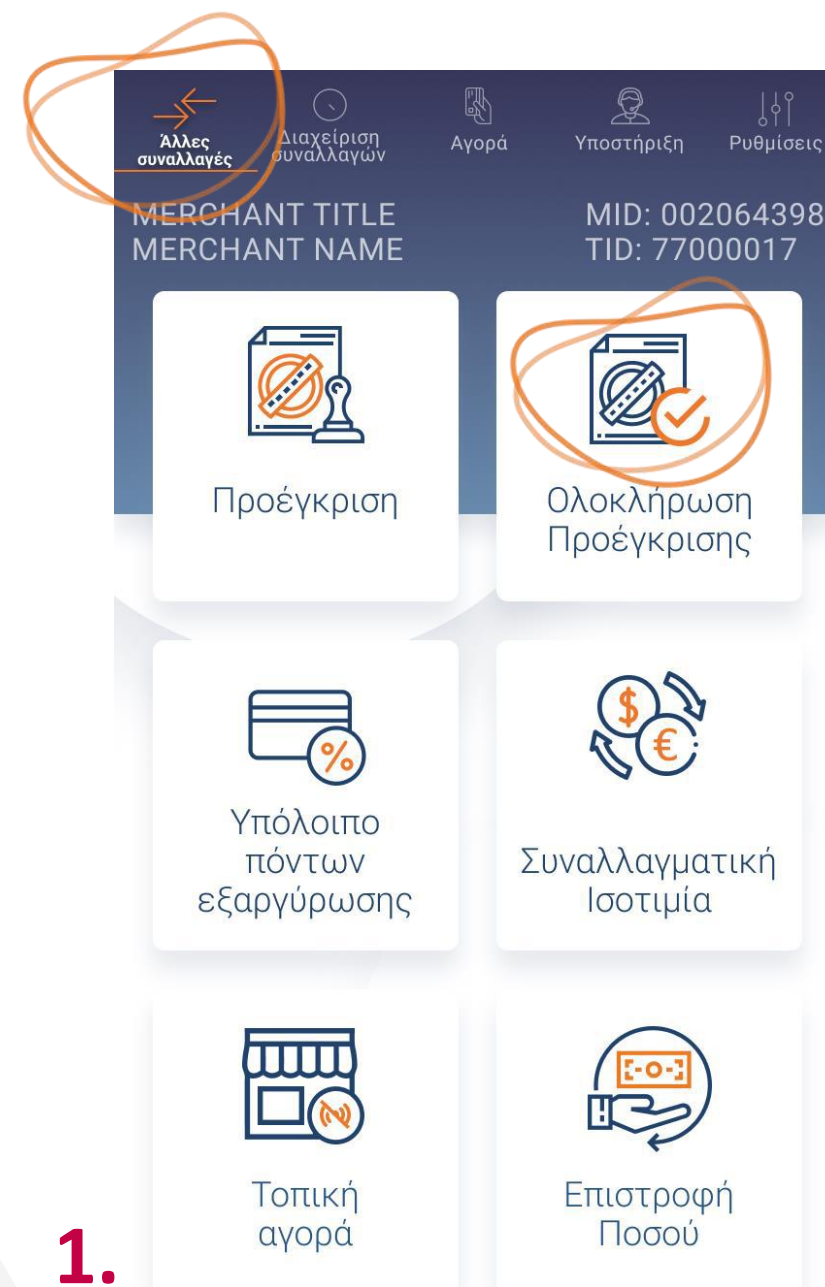 Άλλες
συναλλαγές
Διαχείριση
συναλλαγών
Αγορά
Υποστήριξη
Ρυθμίσεις
MERCHANT TITLE
MERCHANT NAME
MID: 002064398
TID: 77000017
Προέγκριση
Ολοκλήρωση
Προέγκρισης
%
Υπόλοιπο
πόντων
εξαργύρωσης
$
€
Συναλλαγματική
Ισοτιμία
Τοπική
αγορά
Επιστροφή
Ποσού
1.